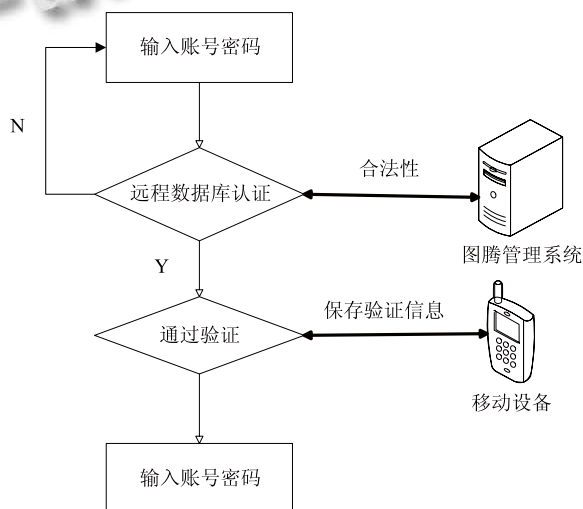 输入账号密码
N
远程数据库认证
合法性
图腾管理系统
Y
通过验证
保存验证信息
移动设备
输入账号密码